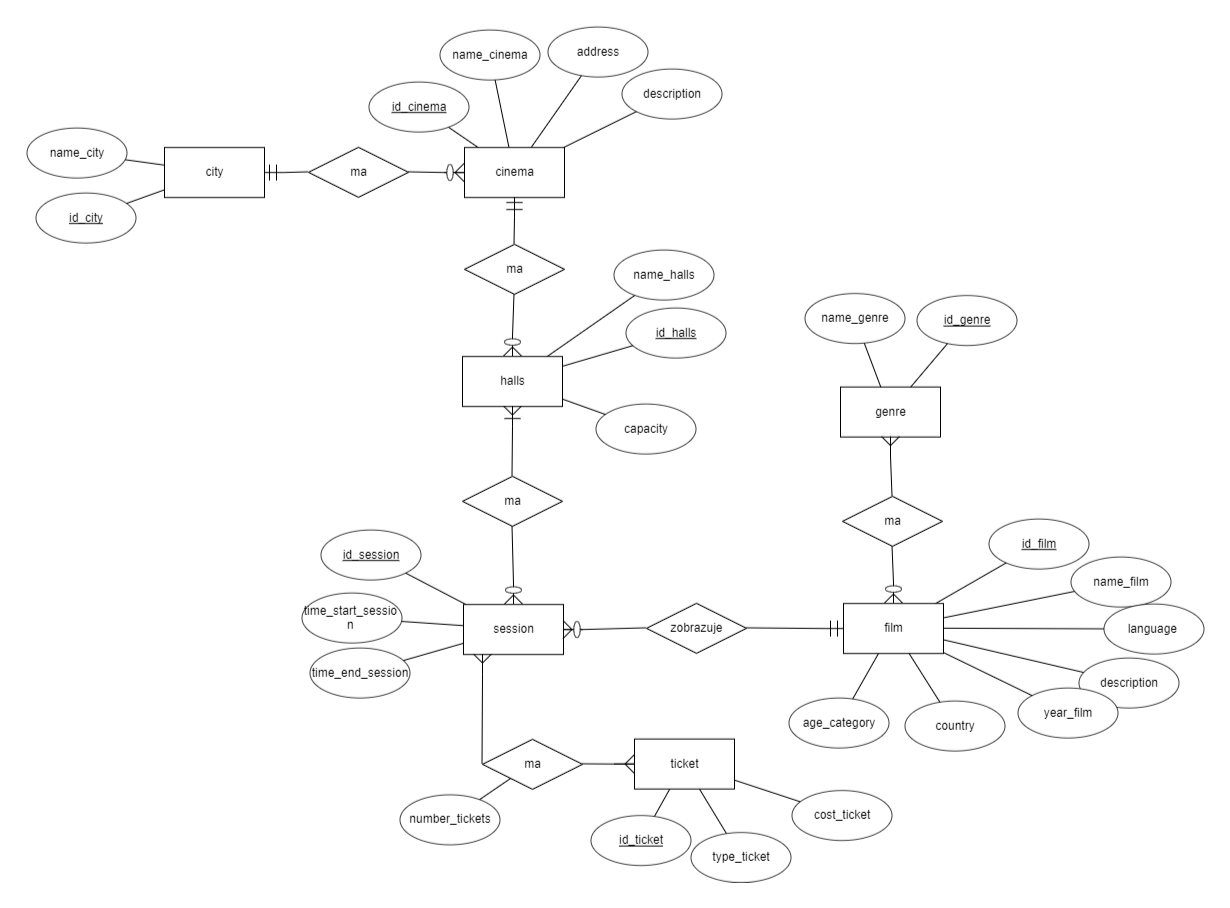 address
name_cinema
description
id_cinema
name_city
city
ma
cinema
id_city
ma
name_halls
name_genre
id_genre
id_halls
halls
genre
capacity
ma
ma
id_film
id_session
name_film
time_start_sessio
n
session
zobrazuje
film
language
time_end_session
description
year_film
age_category
country
ma
ticket
number_tickets
cost_ticket
id_ticket
type_ticket